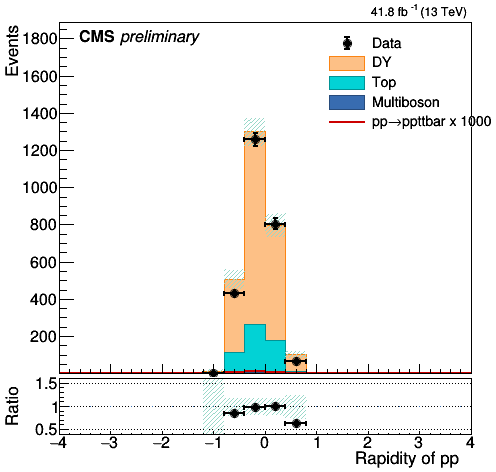 41.8 fb⁻¹ (13 TeV)
CMS preliminary
Events
1800
1600
1400
1200
1000
800
600
400
200
Data
DY
Top
Multiboson
pp→ppttbar x 1000
Ratio
1.5
1
0.5
−4 −3 −2 −1 0 1 2 3 4
Rapidity of pp